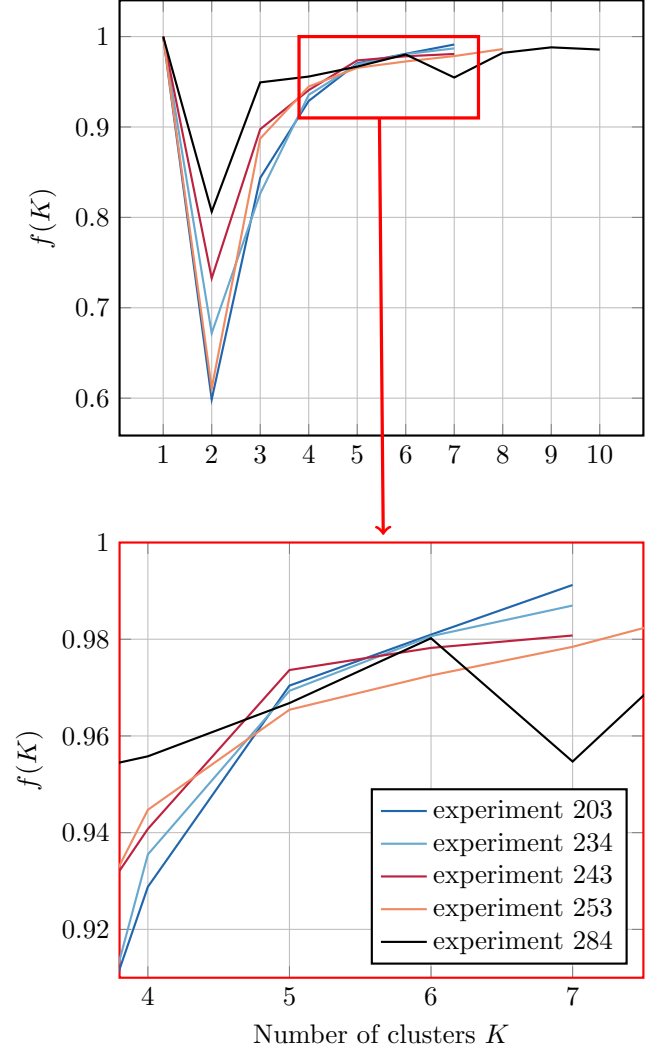 1
0.9
0.8
0.7
0.6
f(K)
1 2 3 4 5 6 7 8 9 10
1
0.98
0.96
0.94
0.92
f(K)
experiment 203
experiment 234
experiment 243
experiment 253
experiment 284
4 5 6 7
Number of clusters K